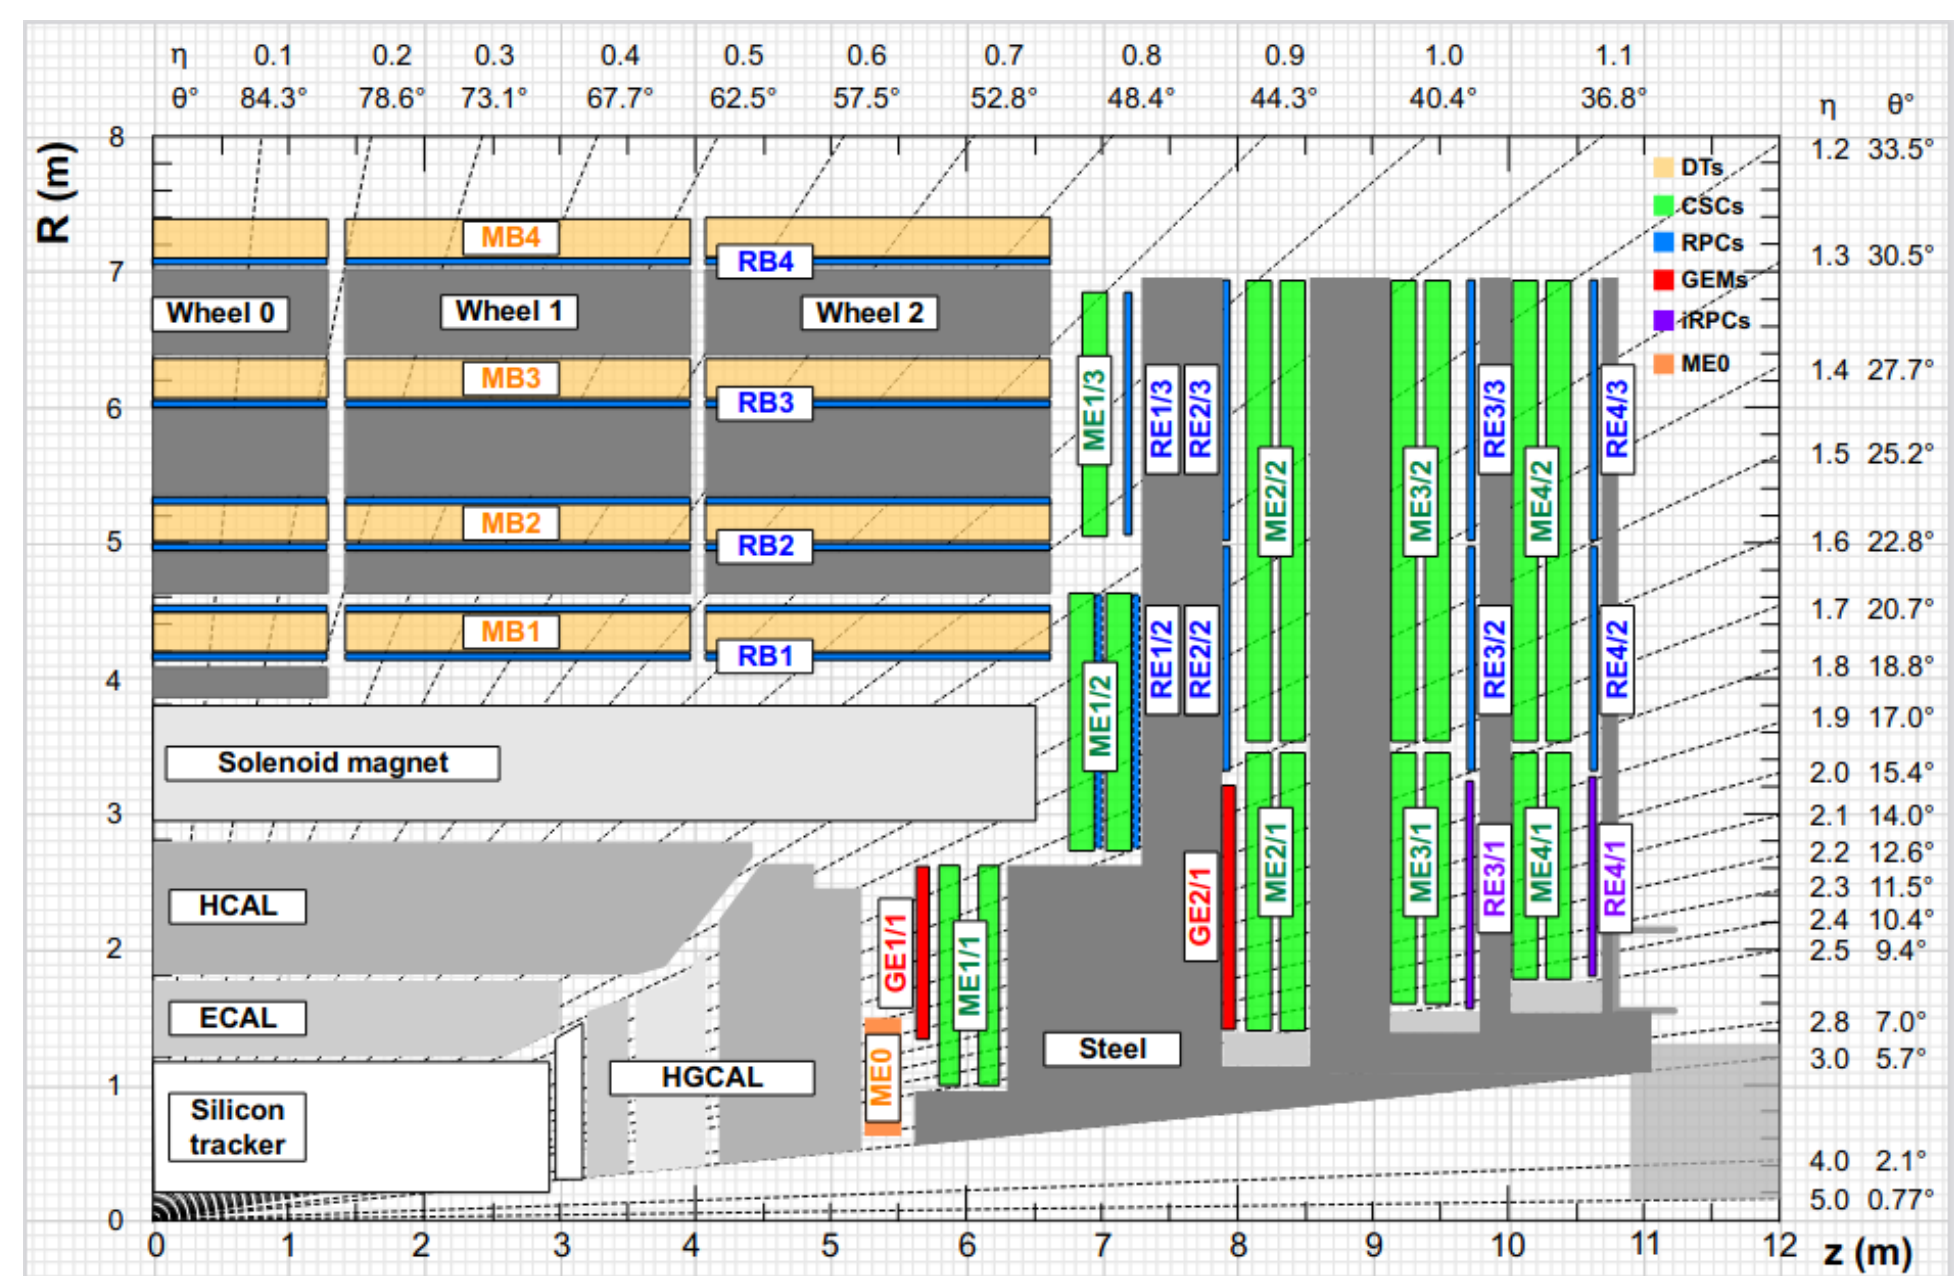 η 0.1 0.2 0.3 0.4 0.5 0.6 0.7 0.8 0.9 1.0 1.1
θ° 84.3° 78.6° 73.1° 67.7° 62.5° 57.5° 52.8° 48.4° 44.3° 40.4° 36.8°
η θ°
1.2 33.5°
1.3 30.5°
1.4 27.7°
1.5 25.2°
1.6 22.8°
1.7 20.7°
1.8 18.8°
1.9 17.0°
2.0 15.4°
2.1 14.0°
2.2 12.6°
2.3 11.5°
2.4 10.4°
2.5 9.4°
2.8 7.0°
3.0 5.7°
4.0 2.1°
5.0 0.77°
R (m)
8
7
6
5
4
3
2
1
0
DTs
CSCs
RPCs
GEMs
iRPCs
ME0
MB4
RB4
Wheel 0
Wheel 1
Wheel 2
MB3
RB3
MB2
RB2
MB1
RB1
Solenoid magnet
HCAL
ECAL
Silicon
tracker
HGCAL
Steel
ME0
GE1/1
ME1/1
ME1/2
ME1/3
RE1/3
RE2/3
RE1/2
RE2/2
GE2/1
ME2/2
ME2/1
ME3/2
ME3/1
RE3/3
RE3/2
RE3/1
ME4/2
ME4/1
RE4/3
RE4/2
RE4/1
0 1 2 3 4 5 6 7 8 9 10 11 12
z (m)